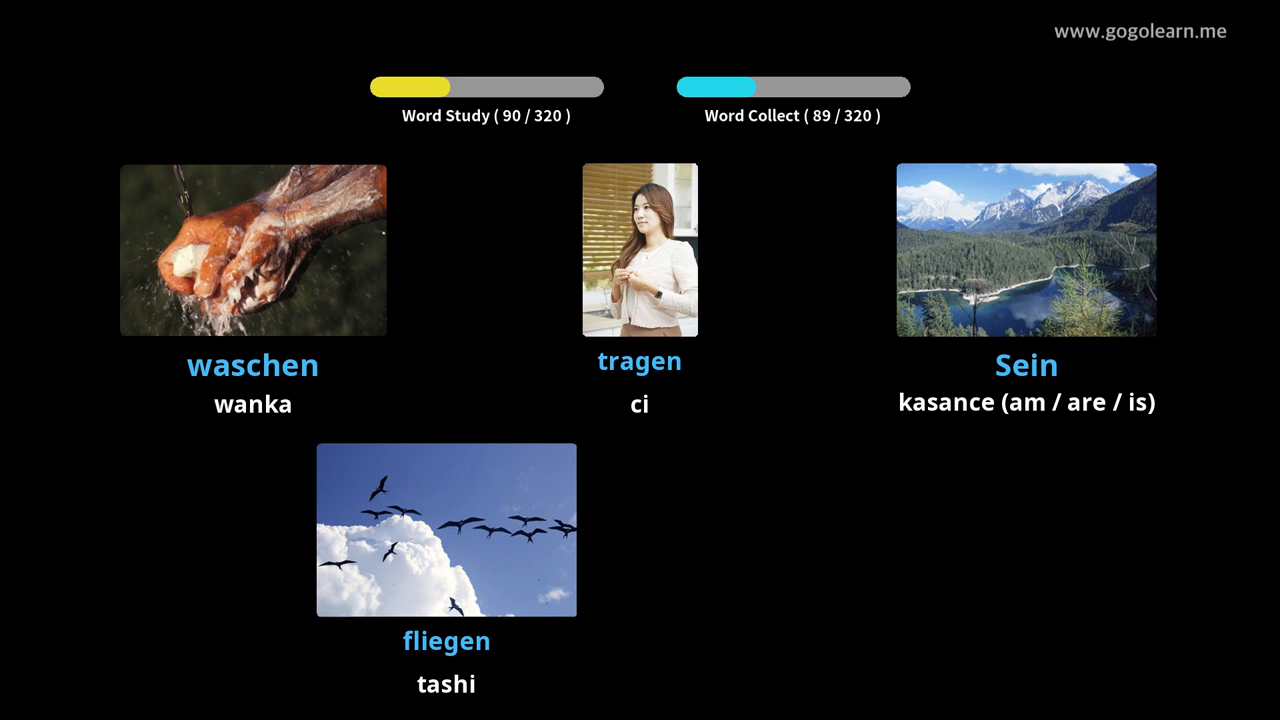 www.gogolearn.me
Word Study ( 90 / 320 )
Word Collect ( 89 / 320 )
waschen
wanka
tragen
ci
Sein
kasance (am / are / is)
fliegen
tashi